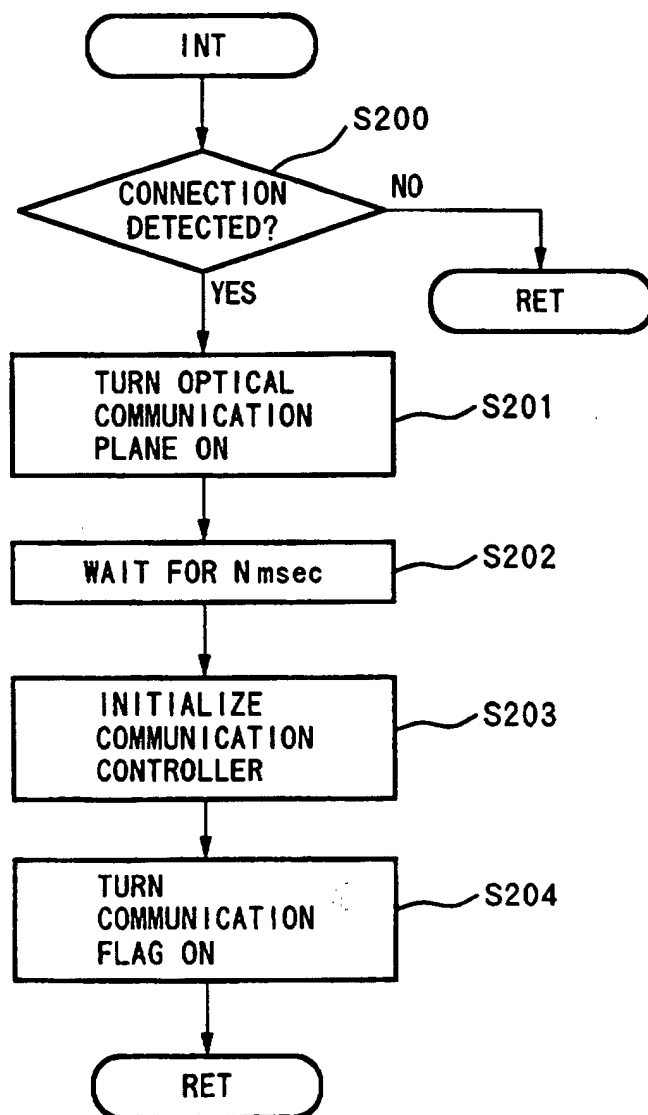 INT
S200
CONNECTION
DETECTED?
NO
RET
YES
TURN OPTICAL
COMMUNICATION
PLANE ON
S201
WAIT FOR Nmsec
S202
INITIALIZE
COMMUNICATION
CONTROLLER
S203
TURN
COMMUNICATION
FLAG ON
S204
RET